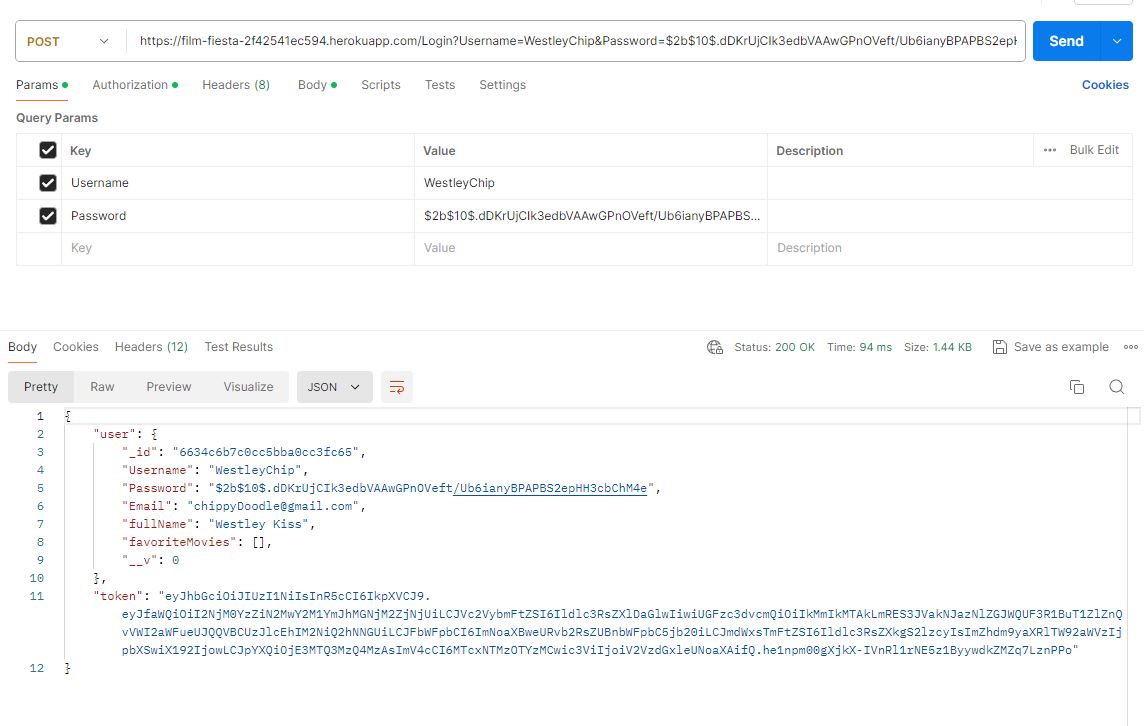 POST https://film-fiesta-2f42541ec594.herokuapp.com/Login?Username=WestleyChip&Password=$2b$10$.dDKrUjCIk3edbVAAwGPnOVeft/Ub6ianyBPAPBS2epH Send
Params Authorization Headers (8) Body Scripts Tests Settings Cookies
Query Params
Key Value Description ••• Bulk Edit
Username WestleyChip
Password $2b$10$.dDKrUjCIk3edbVAAwGPnOVeft/Ub6ianyBPAPBS...
Key Value Description
Body Cookies Headers (12) Test Results Status: 200 OK Time: 94 ms Size: 1.44 KB Save as example
Pretty Raw Preview Visualize JSON
1 {
2 "user": {
3 "_id": "6634c6b7c0cc5bba0cc3fc65",
4 "Username": "WestleyChip",
5 "Password": "$2b$10$.dDKrUjCIk3edbVAAwGPnOVeft/Ub6ianyBPAPBS2epHH3cbChM4e",
6 "Email": "chippyDoodle@gmail.com",
7 "fullName": "Westley Kiss",
8 "favoriteMovies": [],
9 "__v": 0
10 },
11 "token": "eyJhbGciOiJIUzI1NiIsInR5cCI6IkpXVCJ9.
eyJfaWQiOiI2NjM0YzZiN2MwY2M1YmJhMGNjM2ZjNjUiLCJVc2VybmFtZSI6Ildlc3RsZXlDaGlwIiwiUGFzc3dvcmQiOiIkMmIkMTAkLmRES3JVakNJazNlZGJWQUF3R1BuT1ZlZnQ
vVWI2aWFueUJQQVBCUzJlcEhIM2NiQ2hNNGUiLCJFbWFpbCI6ImNoaXBweURvb2RsZUBnbWFpbC5jb20iLCJmdWxsTmFtZSI6Ildlc3RsZXkgS2lzcyIsImZhdm9yaXRlTW92aWVzIj
pbXSwiX192IjowLCJpYXQiOjE3MTQ3MzQ4MzAsImV4cCI6MTcxNTMzOTYzMCwic3ViIjoiV2VzdGxleUNoaXAifQ.he1npm00gXjkX-IVnRl1rNE5z1ByywdkZMZq7LznPPo"
12 }